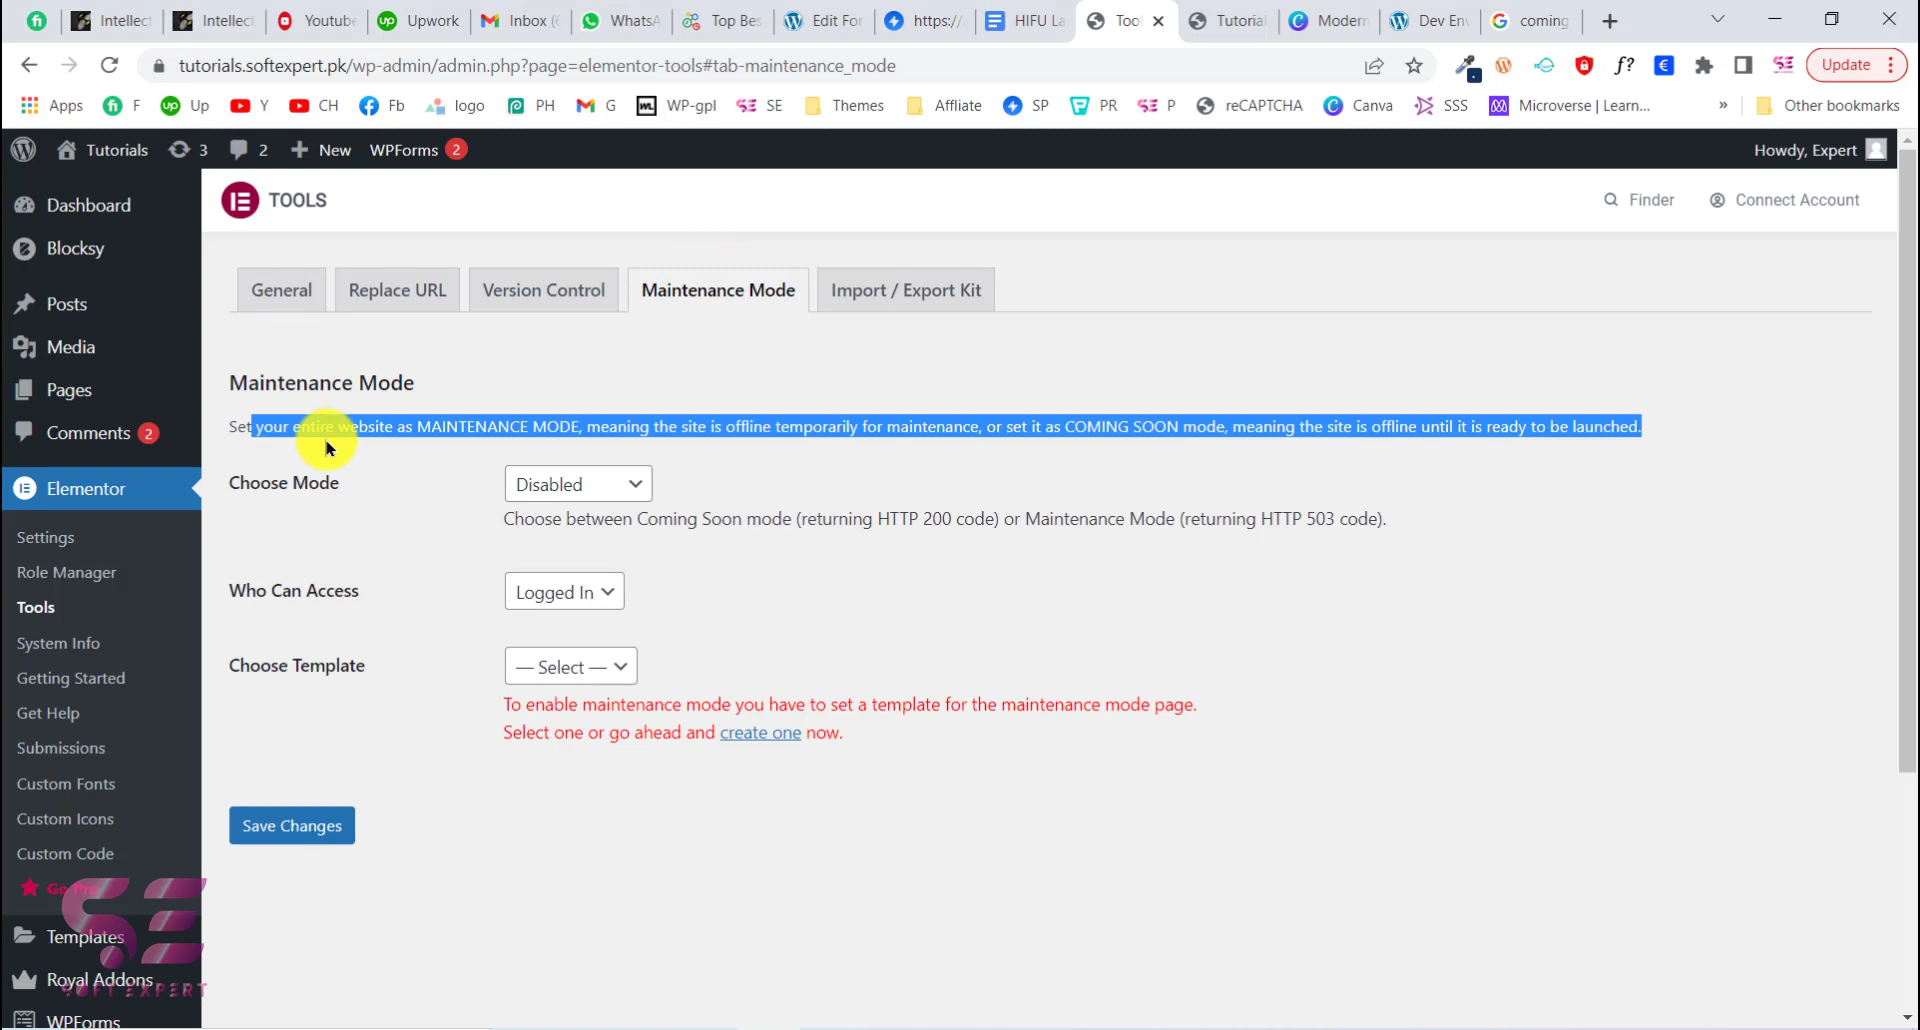 Intellect
Intellect
Youtube
Upwork
Inbox (
WhatsA
Top Bes
Edit For
https://
HIFU La
Tool
Tutorial
Modern
Dev Env
coming
tutorials.softexpert.pk/wp-admin/admin.php?page=elementor-tools#tab-maintenance_mode
Update
Apps
F
Up
Y
CH
Fb
logo
PH
G
WP-gpl
SE
Themes
Affliate
SP
PR
P
reCAPTCHA
Canva
SSS
Microverse | Learn...
»
Other bookmarks
Tutorials
3
2
New
WPForms 2
Howdy, Expert
Dashboard
Blocksy
Posts
Media
Pages
Comments 2
Elementor
Settings
Role Manager
Tools
System Info
Getting Started
Get Help
Submissions
Custom Fonts
Custom Icons
Custom Code
Go Pro
Templates
Royal Addons
WPForms
SOFT EXPERT
TOOLS
Finder
Connect Account
General
Replace URL
Version Control
Maintenance Mode
Import / Export Kit
Maintenance Mode
Set your entire website as MAINTENANCE MODE, meaning the site is offline temporarily for maintenance, or set it as COMING SOON mode, meaning the site is offline until it is ready to be launched.
Choose Mode
Disabled
Choose between Coming Soon mode (returning HTTP 200 code) or Maintenance Mode (returning HTTP 503 code).
Who Can Access
Logged In
Choose Template
— Select —
To enable maintenance mode you have to set a template for the maintenance mode page.
Select one or go ahead and create one now.
Save Changes